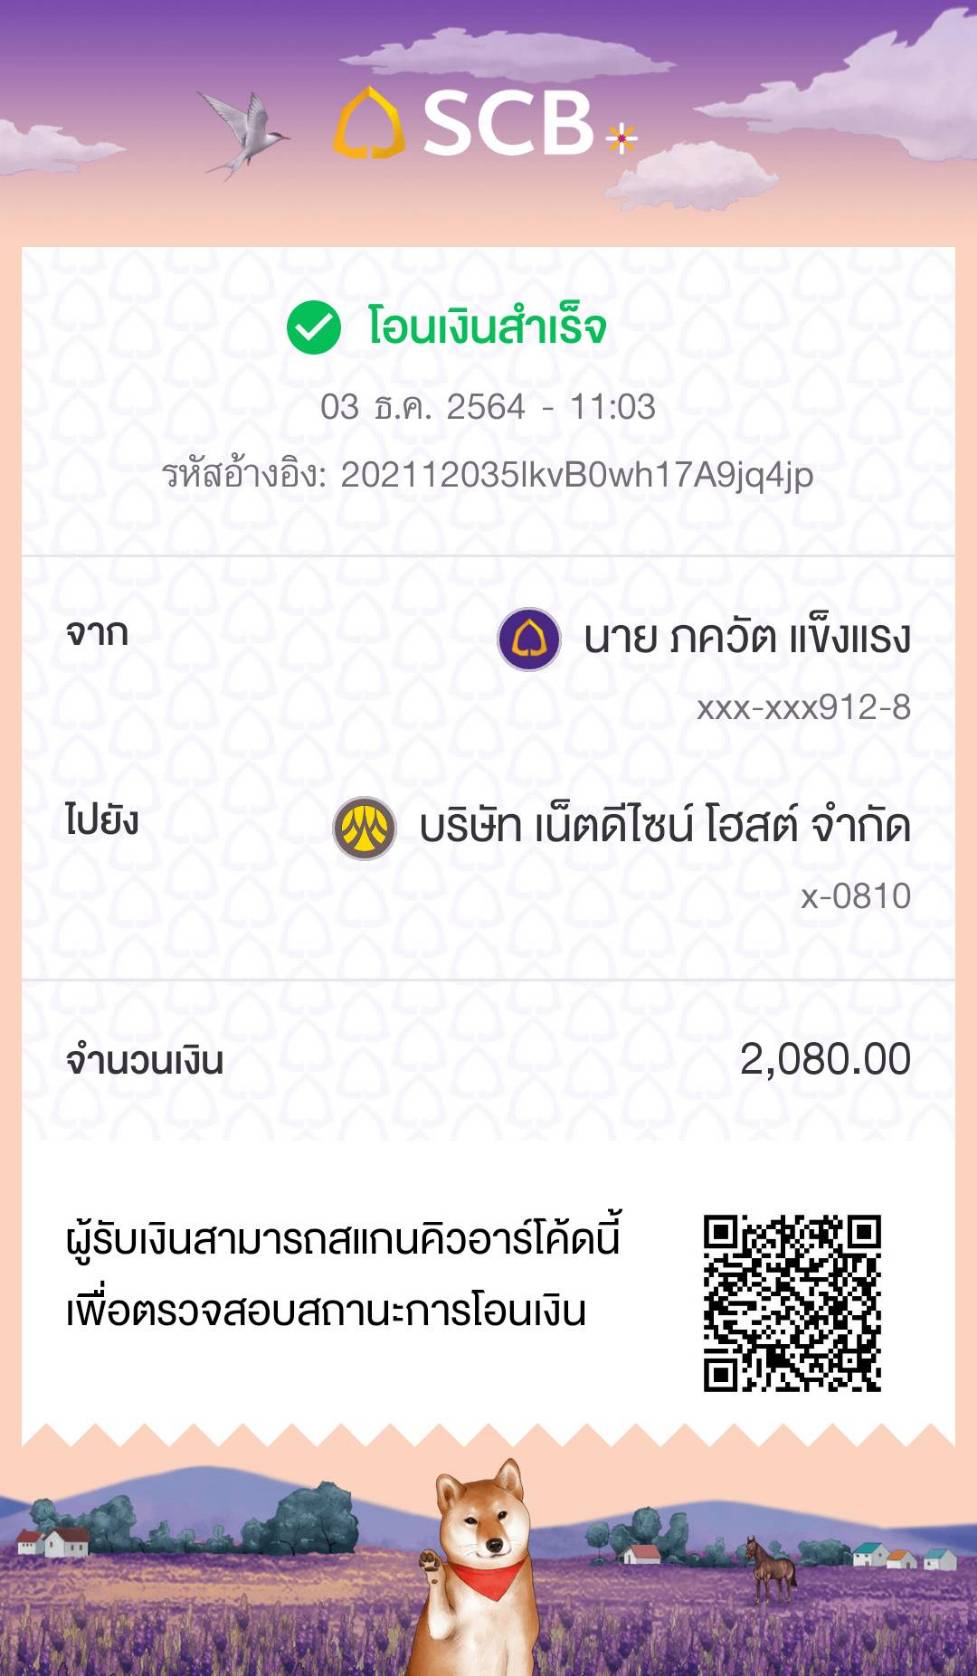 SCB
โอนเงินสำเร็จ
03 ธ.ค. 2564 - 11:03
รหัสอ้างอิง: 202112035lkvB0wh17A9jq4jp
จาก นาย ภควัต แข็งแรง
xxx-xxx912-8
ไปยัง บริษัท เน็ตดีไซน์ โฮสต์ จำกัด
x-0810
จำนวนเงิน 2,080.00
ผู้รับเงินสามารถสแกนคิวอาร์โค้ดนี้
เพื่อตรวจสอบสถานะการโอนเงิน